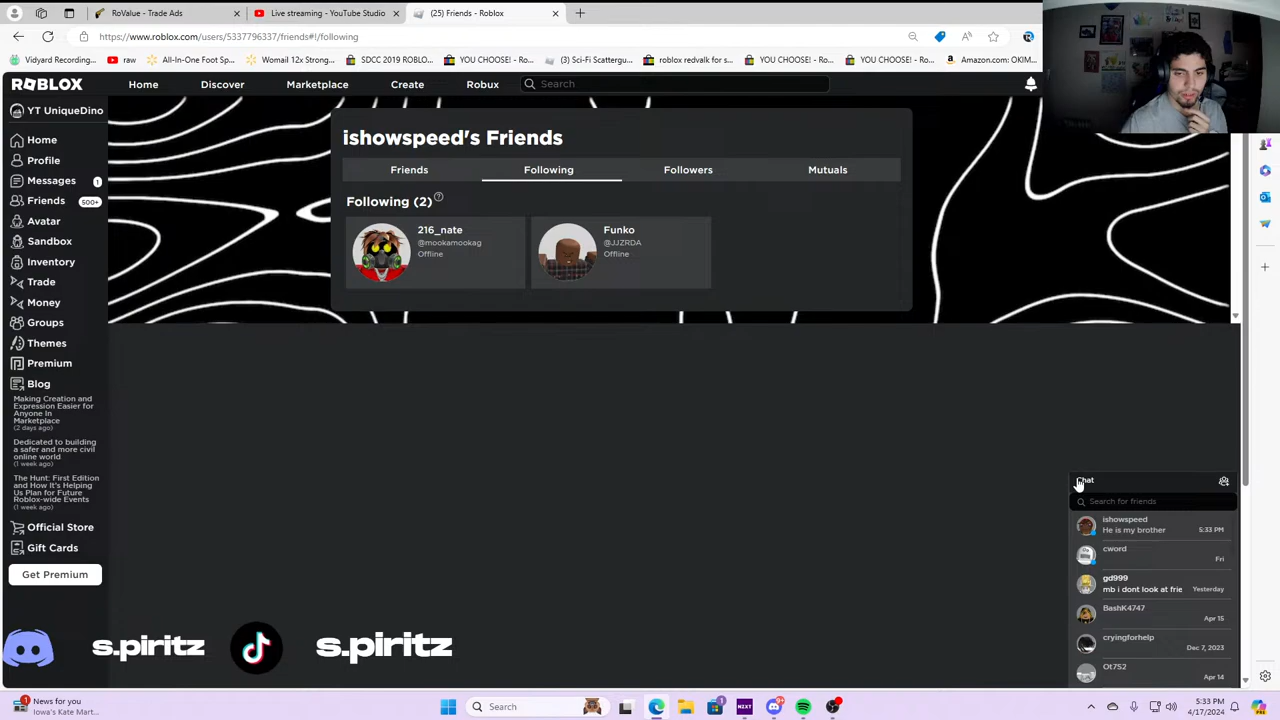 RoValue - Trade Ads
Live streaming - YouTube Studio
(25) Friends - Roblox
https://www.roblox.com/users/5337796337/friends#!/following
Vidyard Recording...
raw
All-In-One Foot Sp...
Womail 12x Strong...
SDCC 2019 ROBLOX...
YOU CHOOSE! - Ro...
(3) Sci-Fi Scattergu...
roblox redvalk for s...
YOU CHOOSE! - Ro...
YOU CHOOSE! - Ro...
Amazon.com: OKIM...
ROBLOX
Home
Discover
Marketplace
Create
Robux
Search
YT UniqueDino
Home
Profile
Messages
1
Friends
500+
Avatar
Sandbox
Inventory
Trade
Money
Groups
Themes
Premium
Blog
Making Creation and
Expression Easier for
Anyone In
Marketplace
(2 days ago)
Dedicated to building
a safer and more civil
online world
(1 week ago)
The Hunt: First Edition
and How It's Helping
Us Plan for Future
Roblox-wide Events
(1 week ago)
Official Store
Gift Cards
Get Premium
ishowspeed's Friends
Friends
Following
Followers
Mutuals
Following (2)
216_nate
@mookamookag
Offline
Funko
@JJZRDA
Offline
Chat
Search for friends
ishowspeed
He is my brother
5:33 PM
cword
Fri
gd999
mb i dont look at frie
Yesterday
BashK4747
Apr 15
cryingforhelp
Dec 7, 2023
Ot7S2
Apr 14
s.piritz
s.piritz
1
News for you
Iowa's Kate Mart...
Search
NZXT
5:33 PM
4/17/2024